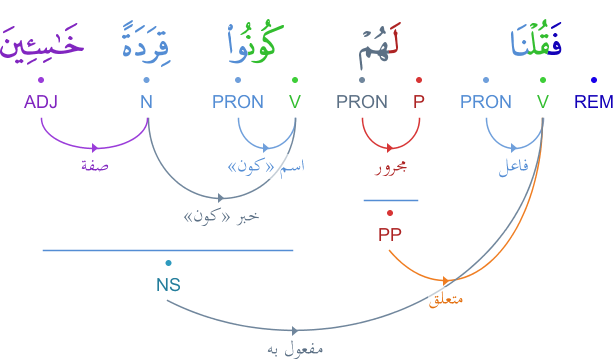 فَقُلْنَا لَهُمْ كُونُوا۟ قِرَدَةً خَـٰسِـِٔينَ
REM V PRON P PRON V PRON N ADJ
فاعل مجرور اسم «كون» صفة
خبر «كون»
PP
NS
متعلق
مفعول به